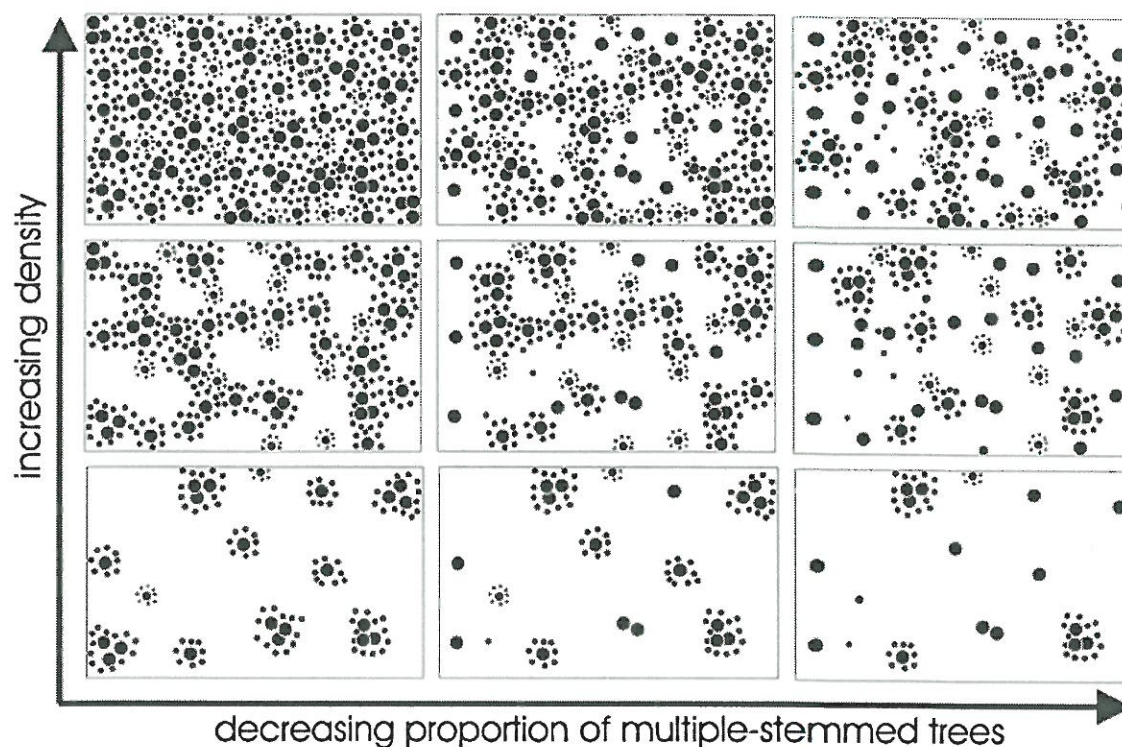 increasing density
decreasing proportion of multiple-stemmed trees